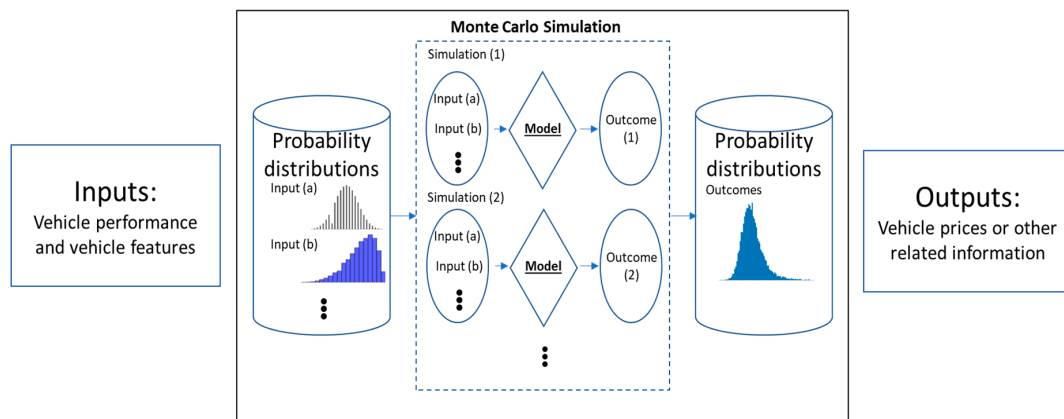 Monte Carlo Simulation
Inputs:
Vehicle performance
and vehicle features
Probability
distributions
Input (a)
Input (b)
Simulation (1)
Input (a)
Input (b)
Model
Outcome
(1)
Simulation (2)
Input (a)
Input (b)
Model
Outcome
(2)
Probability
distributions
Outcomes
Outputs:
Vehicle prices or other
related information